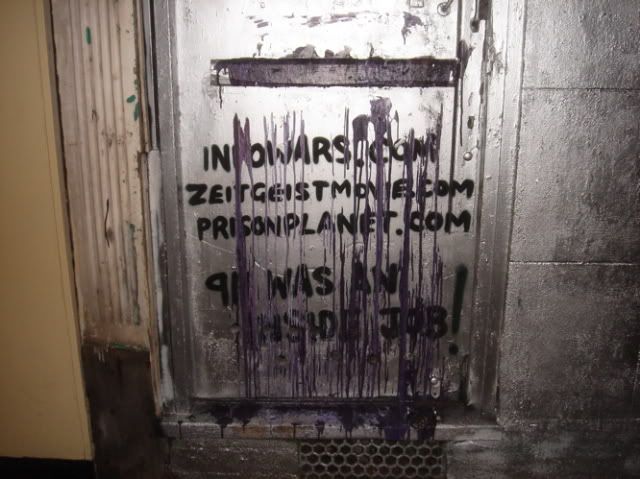 INFOWARS.COM
ZEITGEISTMOVIE.COM
PRISONPLANET.COM
911 WAS AN
INSIDE JOB!